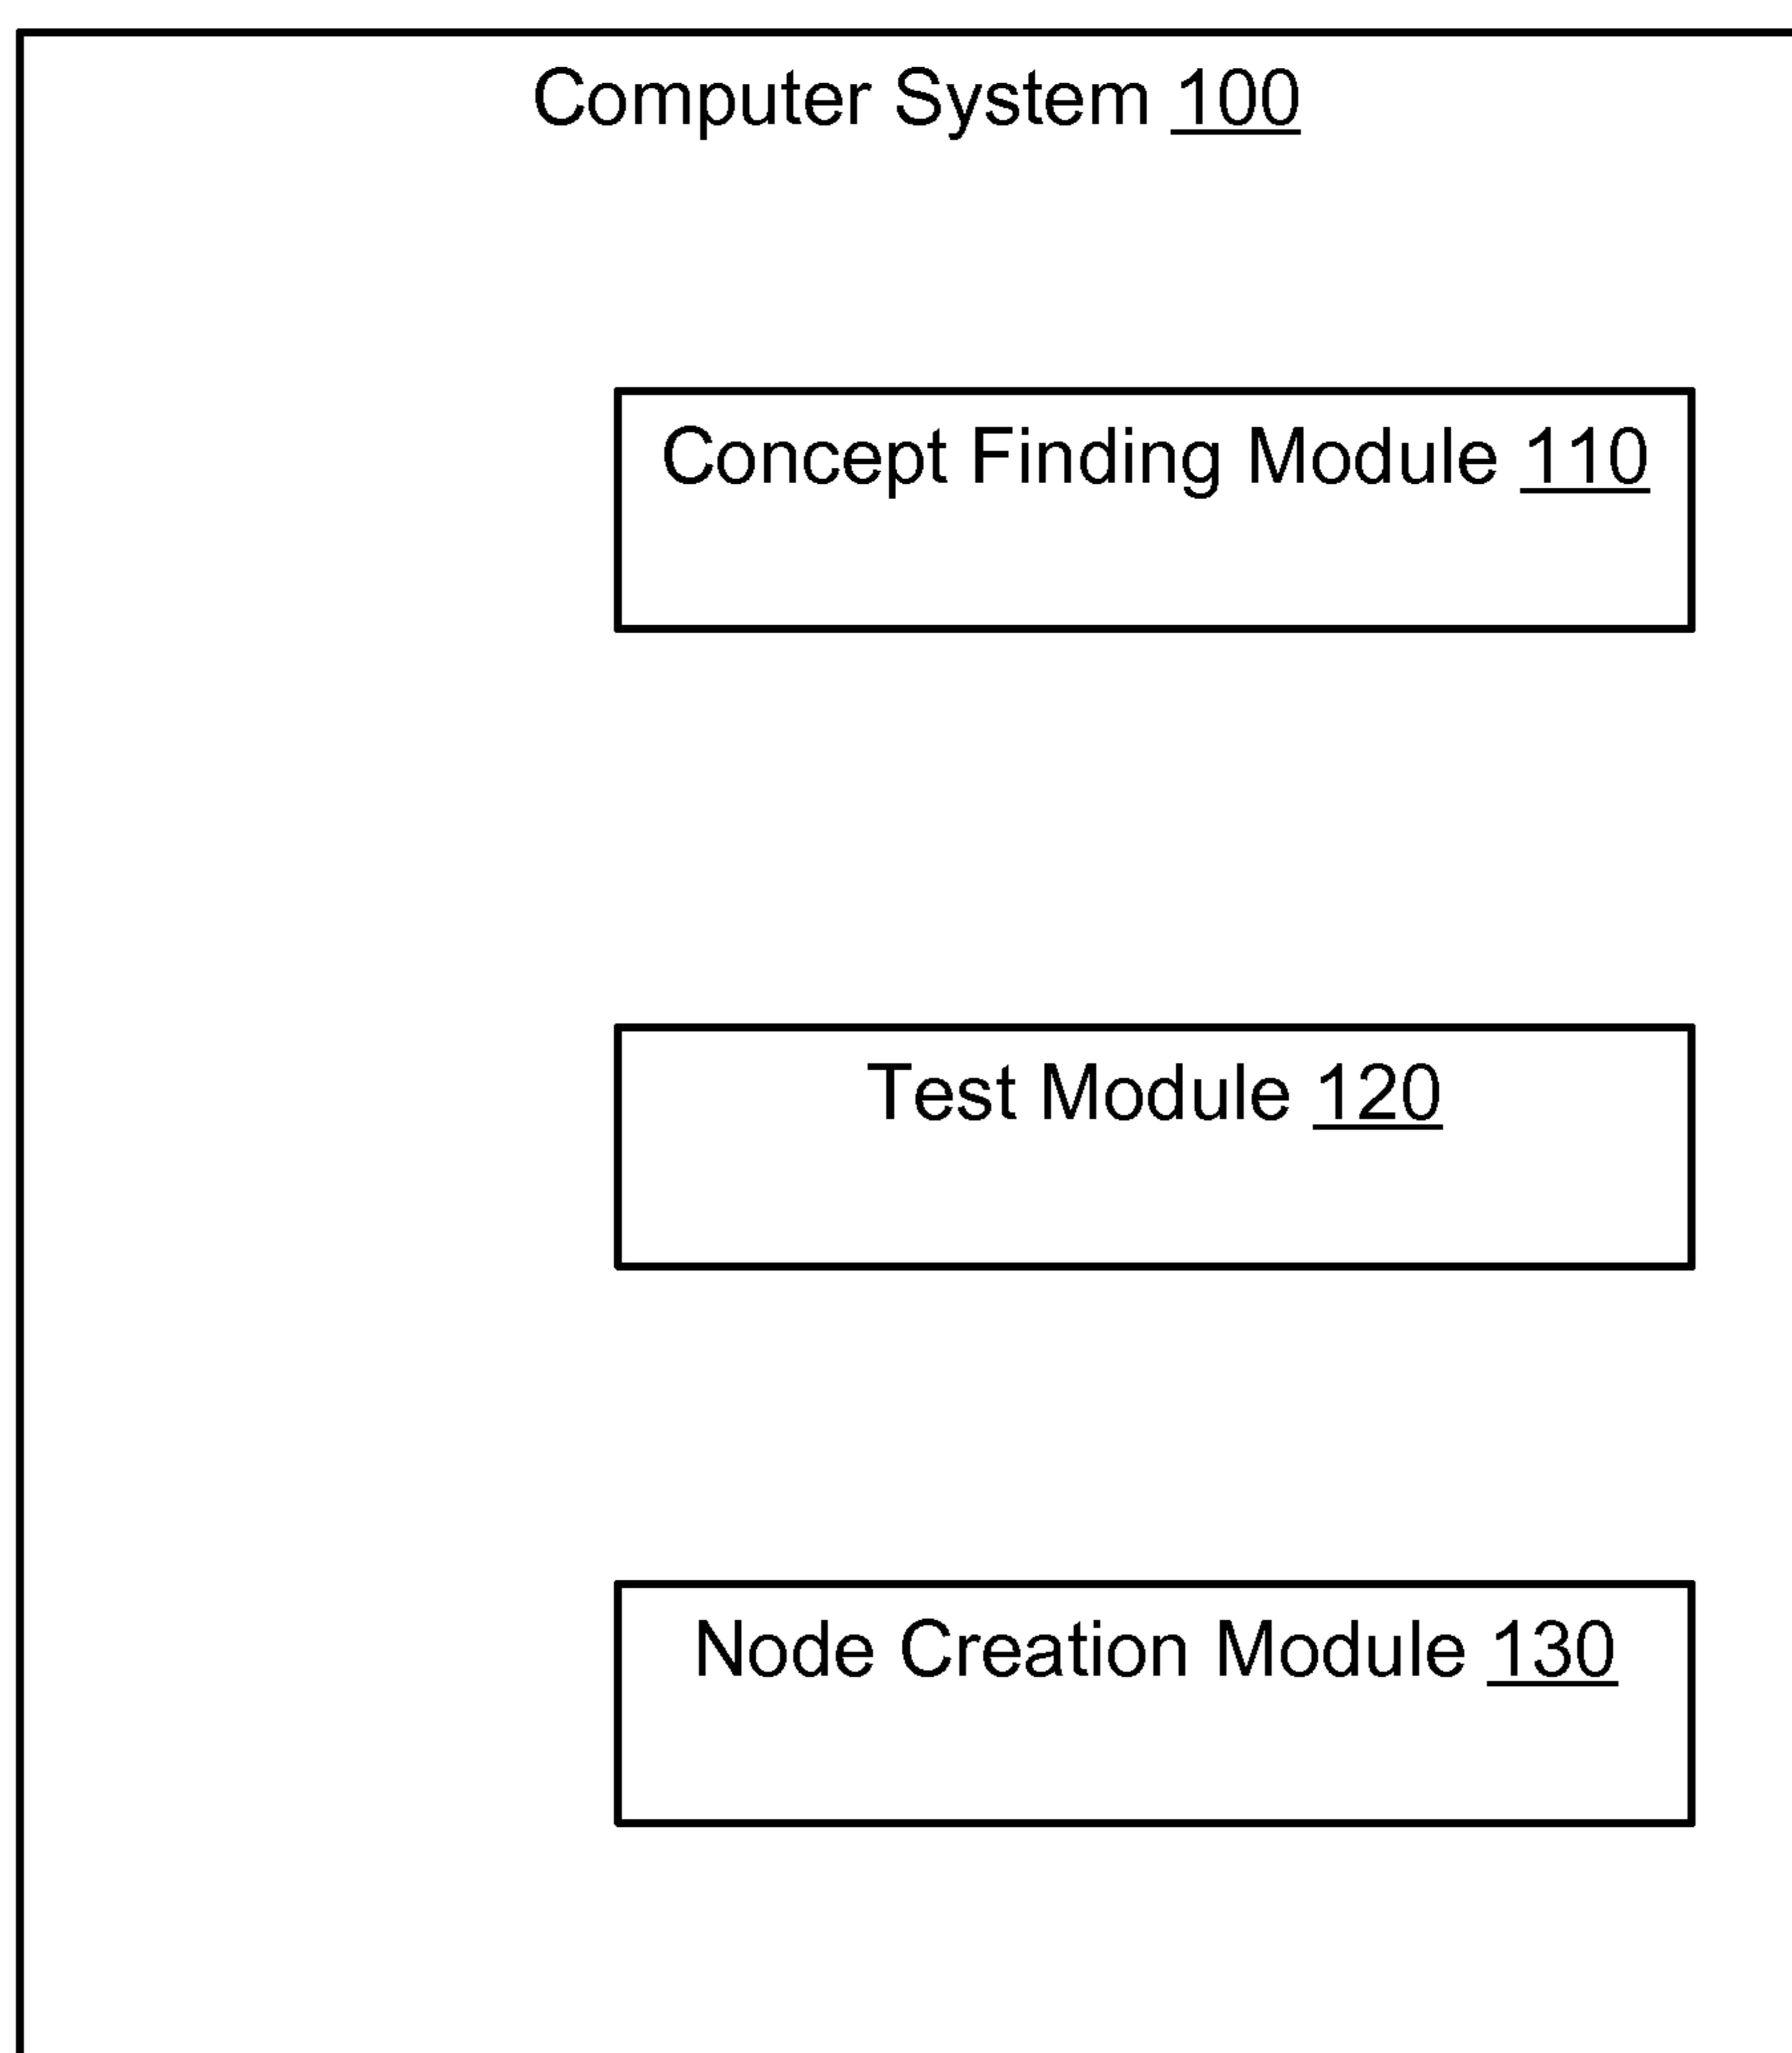 Computer System 100
Concept Finding Module 110
Test Module 120
Node Creation Module 130